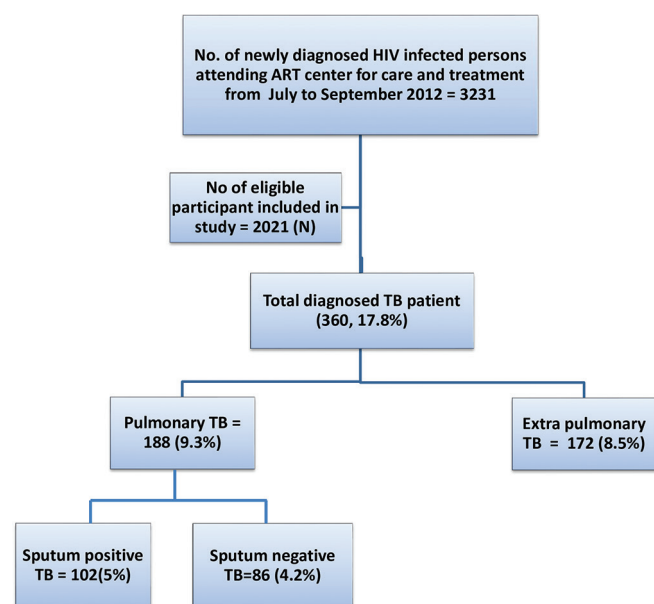 No. of newly diagnosed HIV infected persons
attending ART center for care and treatment
from July to September 2012 = 3231
No of eligible
participant included in
study = 2021 (N)
Total diagnosed TB patient
(360, 17.8%)
Pulmonary TB =
188 (9.3%)
Extra pulmonary
TB = 172 (8.5%)
Sputum positive
TB = 102(5%)
Sputum negative
TB=86 (4.2%)